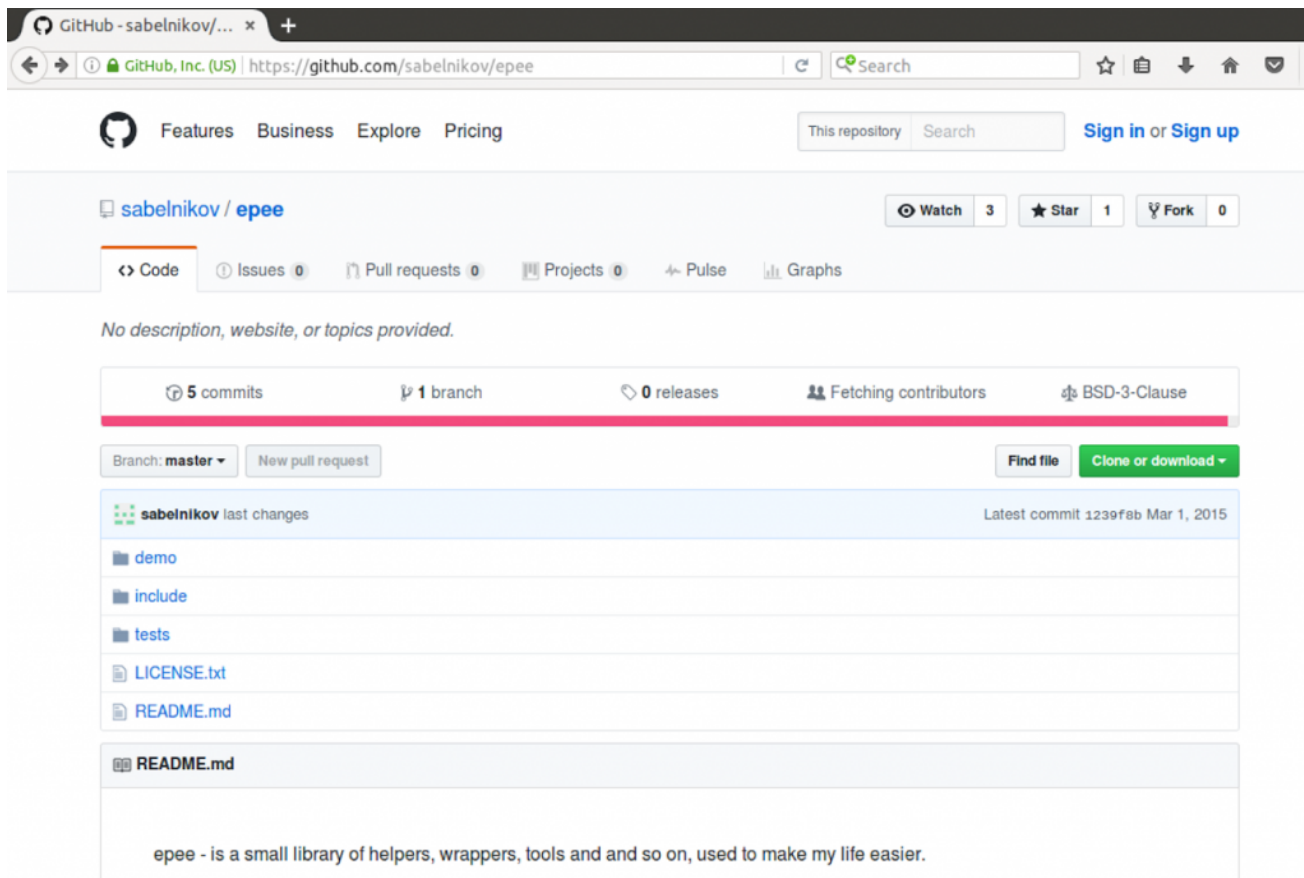 GitHub - sabelnikov/... × +
GitHub, Inc. (US) https://github.com/sabelnikov/epee Search
Features Business Explore Pricing This repository Search Sign in or Sign up
sabelnikov / epee Watch 3 Star 1 Fork 0
Code Issues 0 Pull requests 0 Projects 0 Pulse Graphs
No description, website, or topics provided.
5 commits 1 branch 0 releases Fetching contributors BSD-3-Clause
Branch: master New pull request Find file Clone or download
sabelnikov last changes Latest commit 1239f8b Mar 1, 2015
demo
include
tests
LICENSE.txt
README.md
README.md
epee - is a small library of helpers, wrappers, tools and and so on, used to make my life easier.